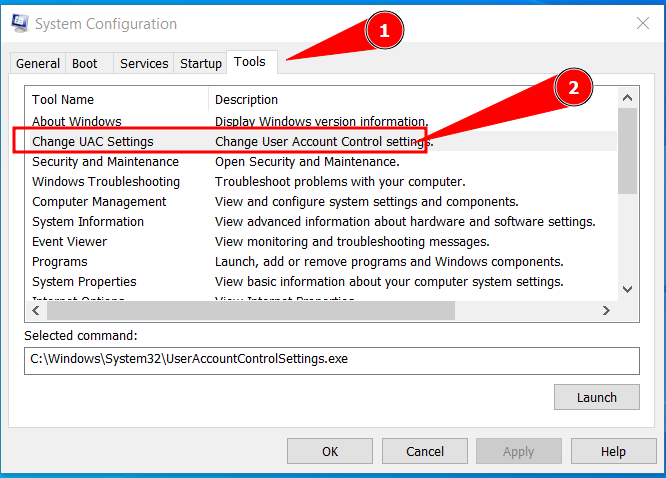 System Configuration
1
General Boot Services Startup Tools
2
Tool Name Description
About Windows Display Windows version information.
Change UAC Settings Change User Account Control settings.
Security and Maintenance Open Security and Maintenance.
Windows Troubleshooting Troubleshoot problems with your computer.
Computer Management View and configure system settings and components.
System Information View advanced information about hardware and software settings.
Event Viewer View monitoring and troubleshooting messages.
Programs Launch, add or remove programs and Windows components.
System Properties View basic information about your computer system settings.
Internet Options View Internet Properties.
Selected command:
C:\Windows\System32\UserAccountControlSettings.exe
Launch
OK Cancel Apply Help